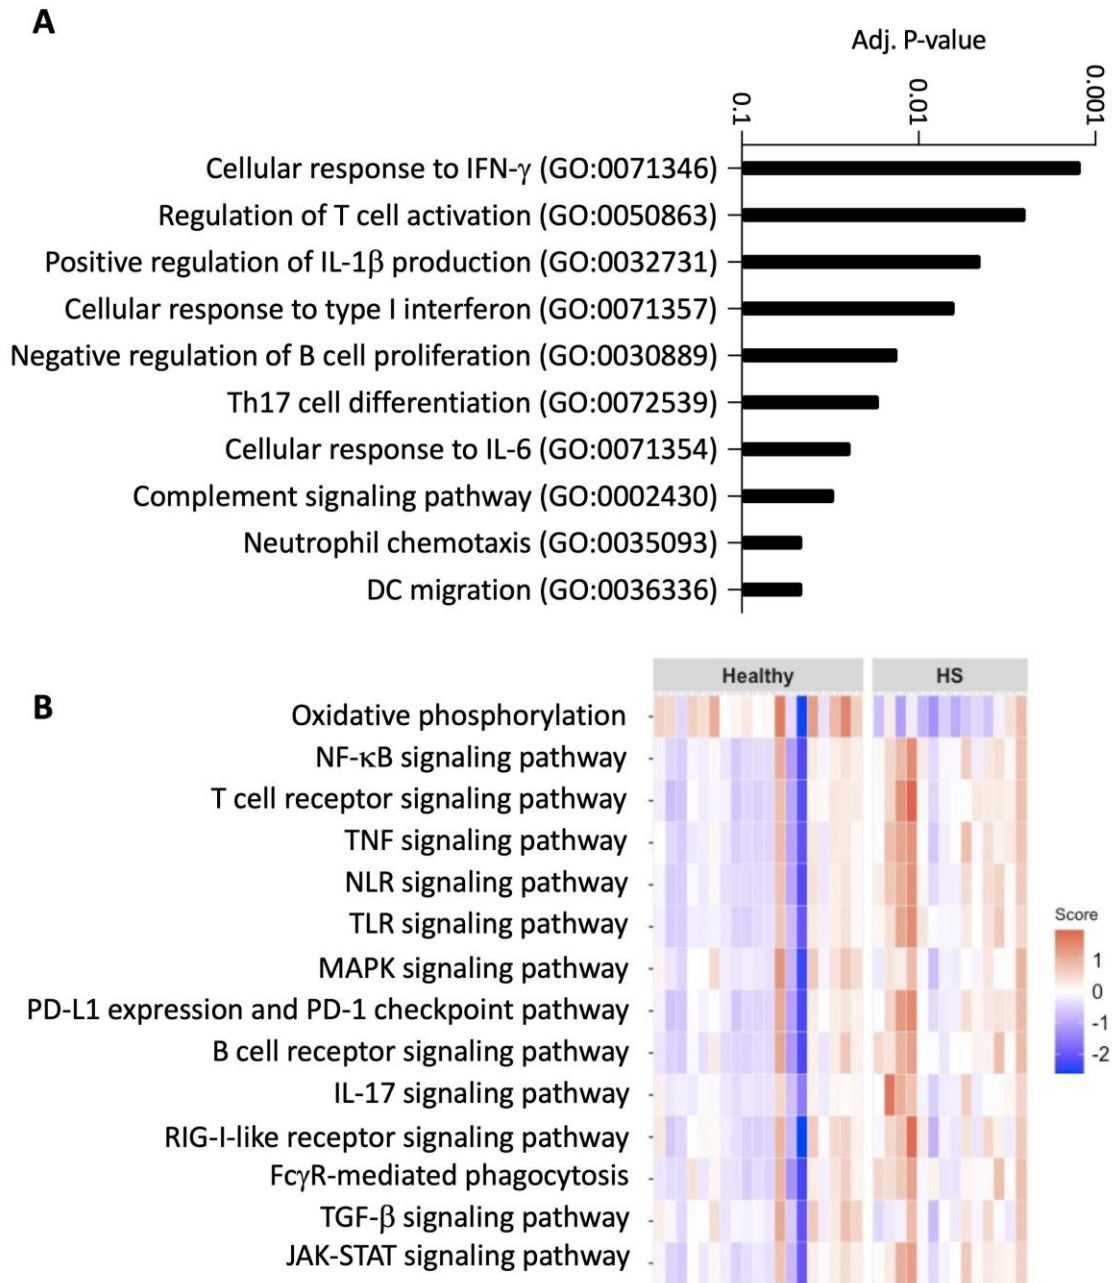 A
Adj. P-value
0.1
0.01
0.001
Cellular response to IFN-γ (GO:0071346)
Regulation of T cell activation (GO:0050863)
Positive regulation of IL-1β production (GO:0032731)
Cellular response to type I interferon (GO:0071357)
Negative regulation of B cell proliferation (GO:0030889)
Th17 cell differentiation (GO:0072539)
Cellular response to IL-6 (GO:0071354)
Complement signaling pathway (GO:0002430)
Neutrophil chemotaxis (GO:0035093)
DC migration (GO:0036336)
B
Healthy
HS
Oxidative phosphorylation
NF-κB signaling pathway
T cell receptor signaling pathway
TNF signaling pathway
NLR signaling pathway
TLR signaling pathway
MAPK signaling pathway
PD-L1 expression and PD-1 checkpoint pathway
B cell receptor signaling pathway
IL-17 signaling pathway
RIG-I-like receptor signaling pathway
FcγR-mediated phagocytosis
TGF-β signaling pathway
JAK-STAT signaling pathway
Score
1
0
-1
-2